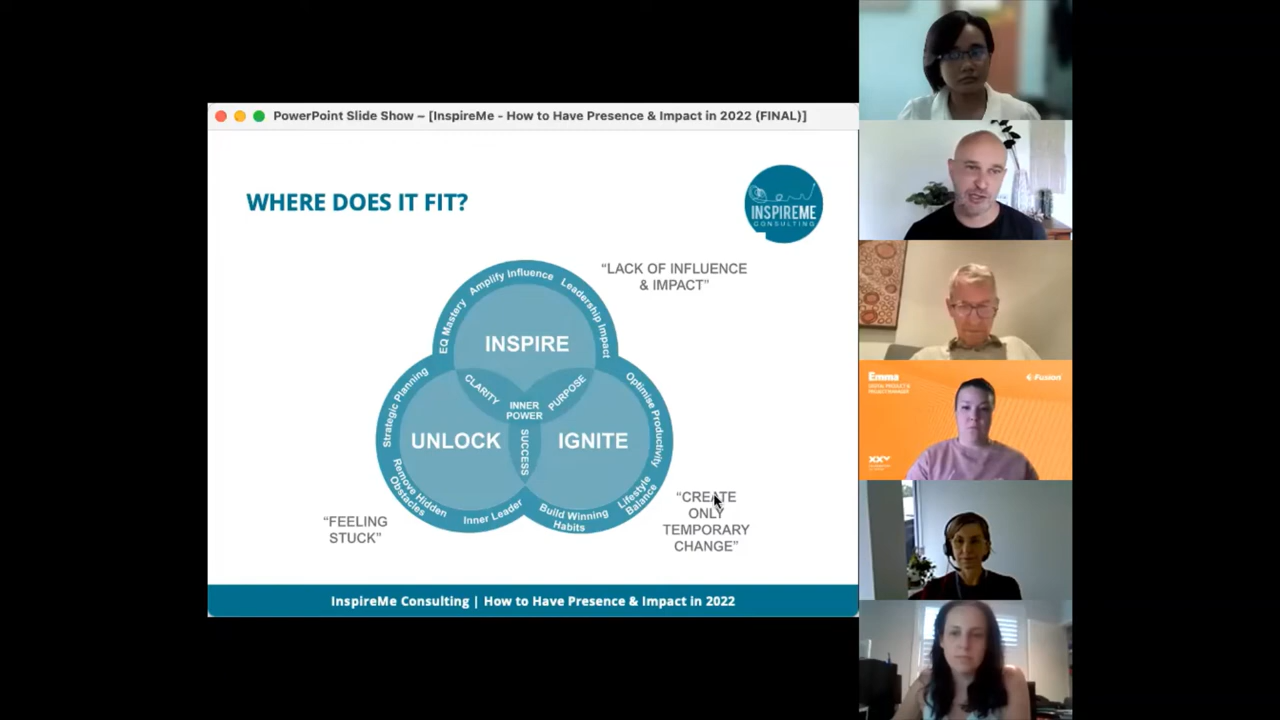 PowerPoint Slide Show ~ [InspireMe - How to Have Presence & Impact in 2022 (FINAL)]
WHERE DOES IT FIT?
INSPIREME
CONSULTING
"LACK OF INFLUENCE
& IMPACT"
EQ Mastery
Amplify Influence
Leadership Impact
INSPIRE
CLARITY
PURPOSE
INNER
POWER
SUCCESS
Strategic Planning
UNLOCK
Remove Hidden
Obstacles
Inner Leader
Optimise Productivity
IGNITE
Lifestyle
Balance
Build Winning
Habits
"FEELING
STUCK"
"CREATE
ONLY
TEMPORARY
CHANGE"
InspireMe Consulting | How to Have Presence & Impact in 2022
Emma
Fusion
XXV